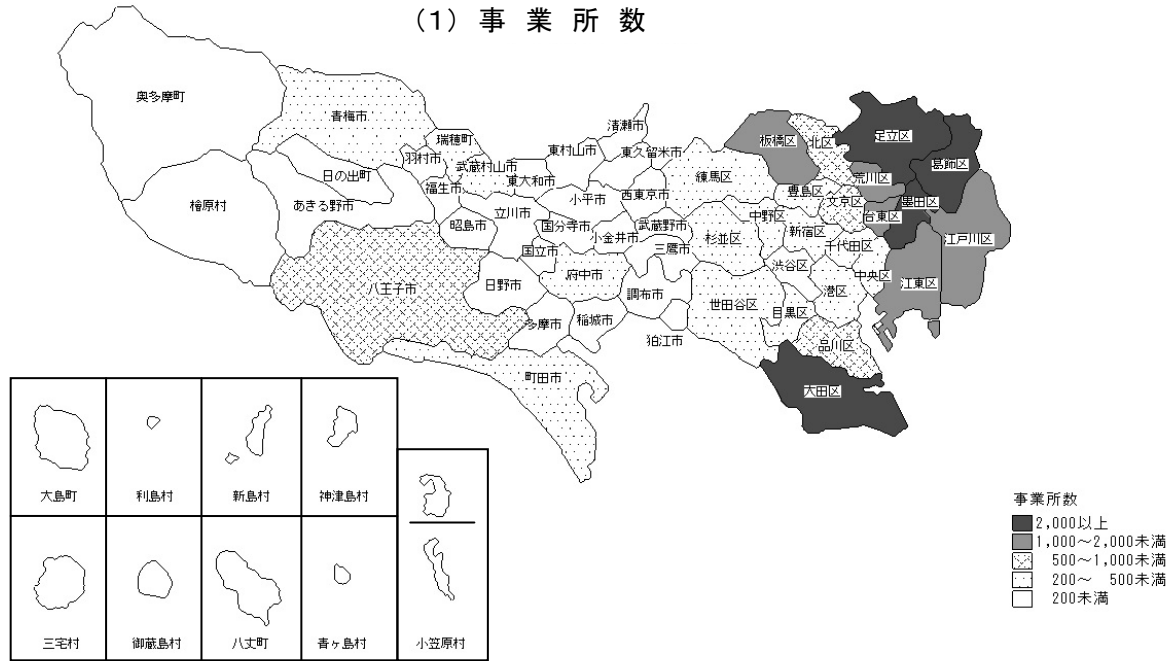 (1) 事 業 所 数
奥多摩町
青梅市
瑞穂町
清瀬市
羽村市
武蔵村山市
東村山市
東久留米市
日の出町
東大和市
檜原村
あきる野市
福生市
立川市
小平市
西東京市
昭島市
国分寺市
小金井市
武蔵野市
国立市
三鷹市
八王子市
日野市
府中市
調布市
多摩市
稲城市
狛江市
町田市
板橋区
北区
足立区
葛飾区
練馬区
荒川区
豊島区
文京区
台東区
墨田区
中野区
杉並区
新宿区
千代田区
江戸川区
渋谷区
中央区
江東区
世田谷区
目黒区
港区
品川区
大田区
大島町
利島村
新島村
神津島村
三宅村
御蔵島村
八丈町
青ヶ島村
小笠原村
事業所数
2,000以上
1,000～2,000未満
500～1,000未満
200～ 500未満
200未満